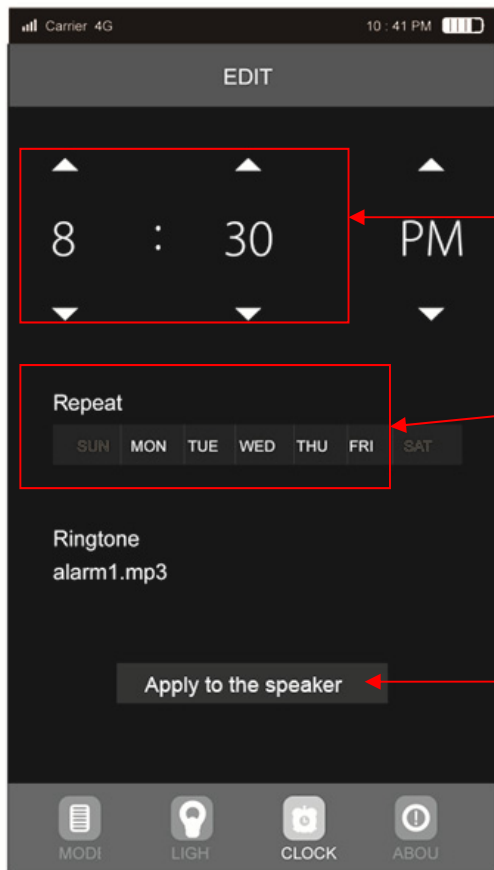 Carrier 4G 10 : 41 PM
EDIT
8 : 30 PM
Repeat
SUN MON TUE WED THU FRI SAT
Ringtone
alarm1.mp3
Apply to the speaker
MODE LIGH CLOCK ABOU